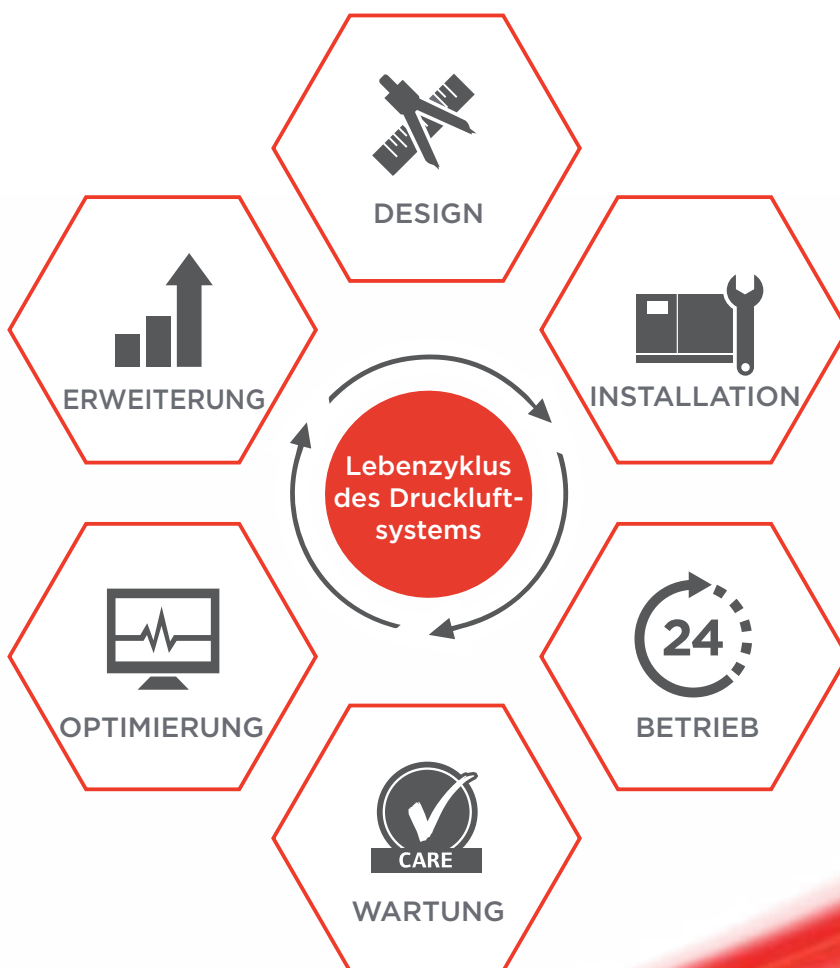 DESIGN
ERWEITERUNG
INSTALLATION
Lebenzyklus
des Druckluft-
systems
24
OPTIMIERUNG
BETRIEB
CARE
WARTUNG